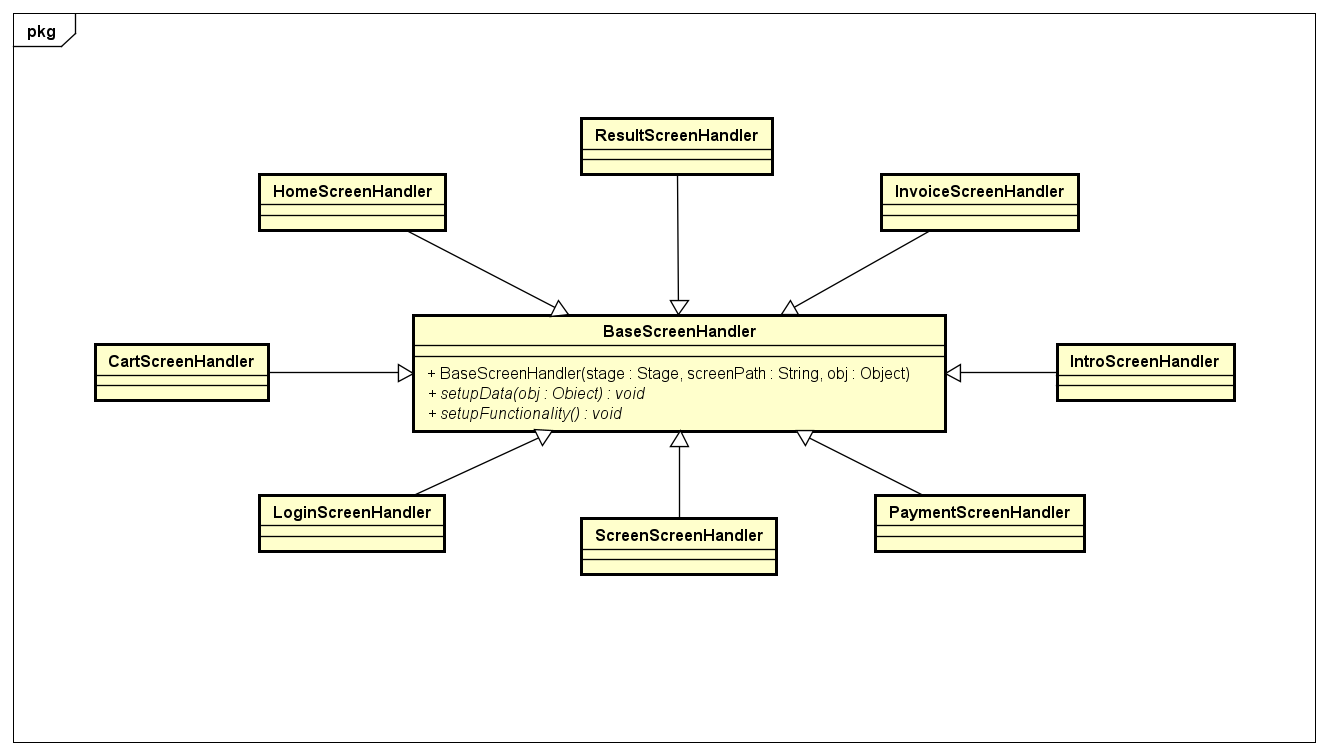 pkg
ResultScreenHandler
HomeScreenHandler
InvoiceScreenHandler
BaseScreenHandler
CartScreenHandler
IntroScreenHandler
+ BaseScreenHandler(stage : Stage, screenPath : String, obj : Object)
+ setupData(obj : Object) : void
+ setupFunctionality() : void
LoginScreenHandler
ScreenScreenHandler
PaymentScreenHandler